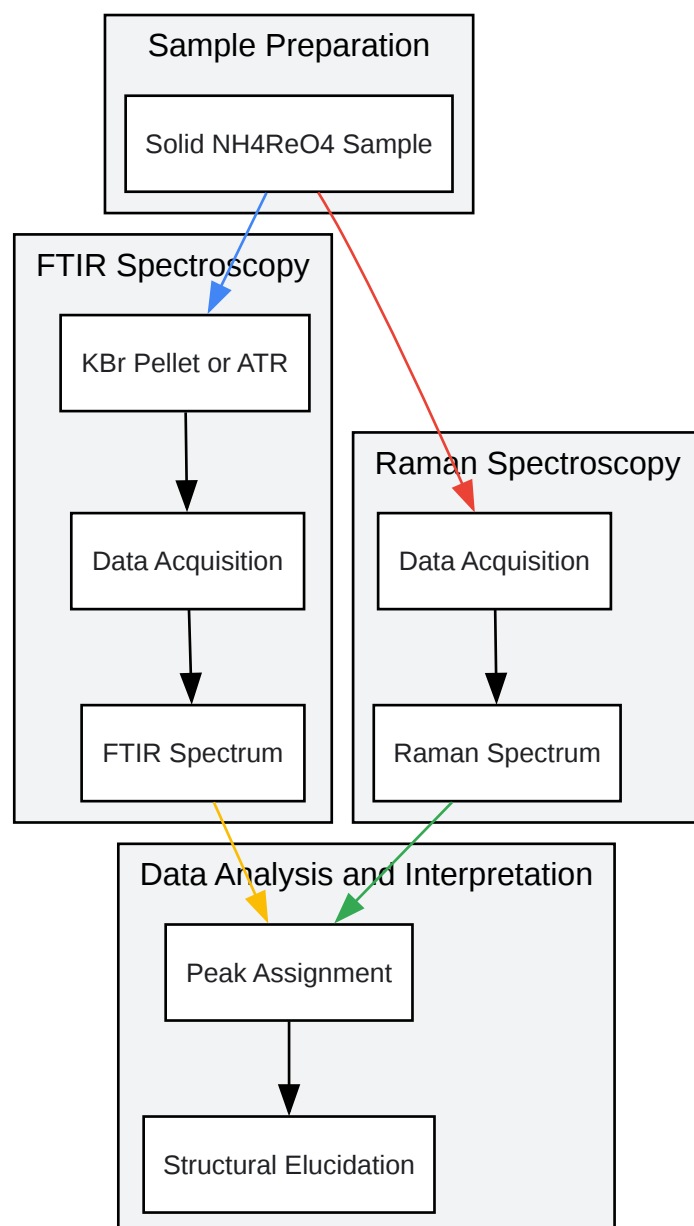 Sample Preparation
Solid NH4ReO4 Sample
FTIR Spectroscopy
KBr Pellet or ATR
Data Acquisition
FTIR Spectrum
Raman Spectroscopy
Data Acquisition
Raman Spectrum
Data Analysis and Interpretation
Peak Assignment
Structural Elucidation